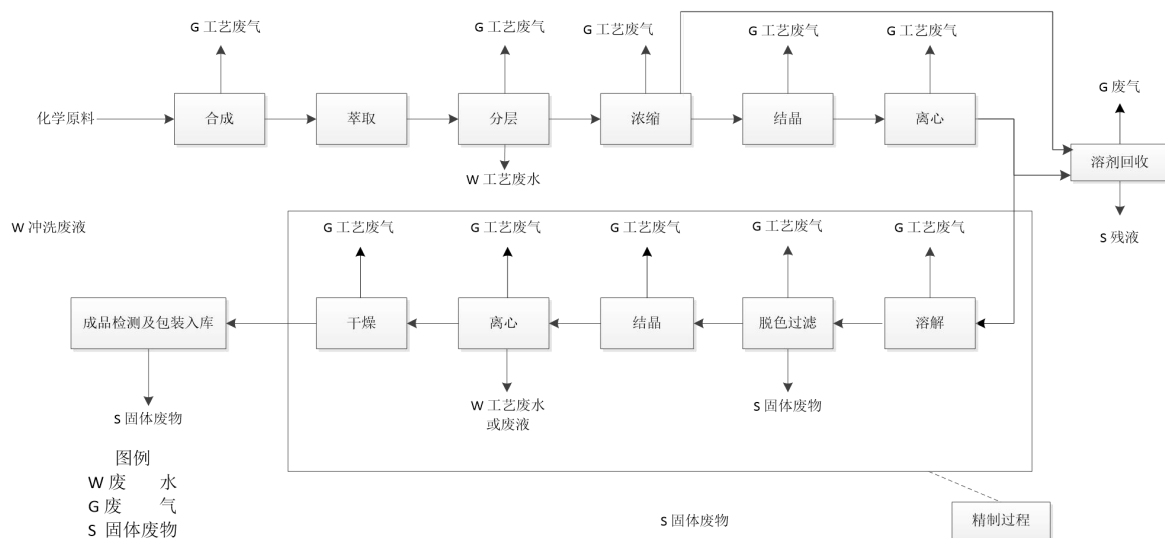 G 工艺废气
G 工艺废气
G 工艺废气
G 工艺废气
G 工艺废气
G 废气
化学原料
合成
萃取
分层
浓缩
结晶
离心
溶剂回收
W 工艺废水
S 残液
W 冲洗废液
G 工艺废气
G 工艺废气
G 工艺废气
G 工艺废气
G 工艺废气
成品检测及包装入库
干燥
离心
结晶
脱色过滤
溶解
S 固体废物
W 工艺废水
或废液
S 固体废物
图例
W 废 水
G 废 气
S 固体废物
S 固体废物
精制过程